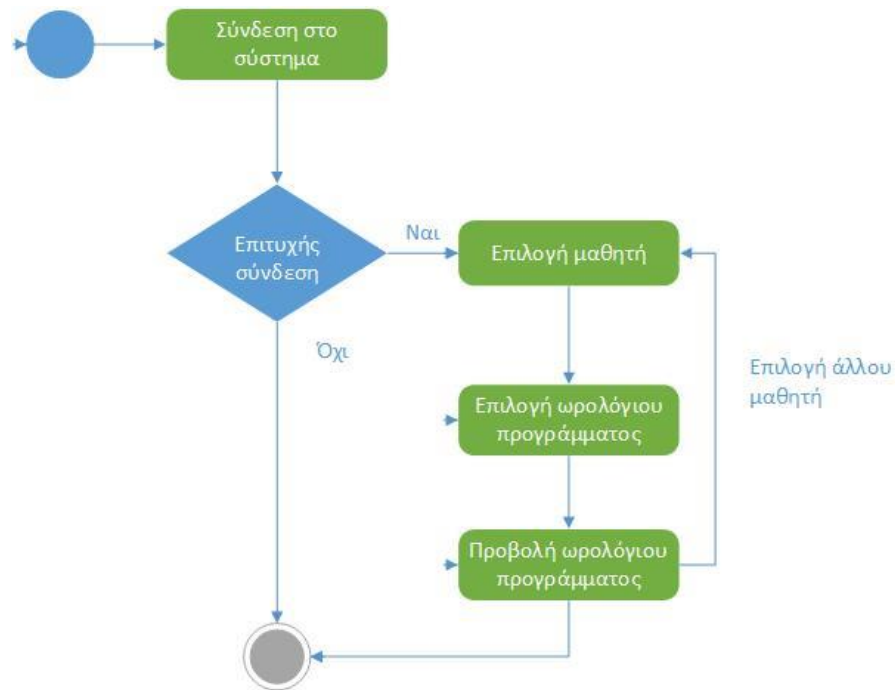 Σύνδεση στο
σύστημα
Επιτυχής
σύνδεση
Ναι
Επιλογή μαθητή
Όχι
Επιλογή άλλου
μαθητή
Επιλογή ωρολόγιου
προγράμματος
Προβολή ωρολόγιου
προγράμματος